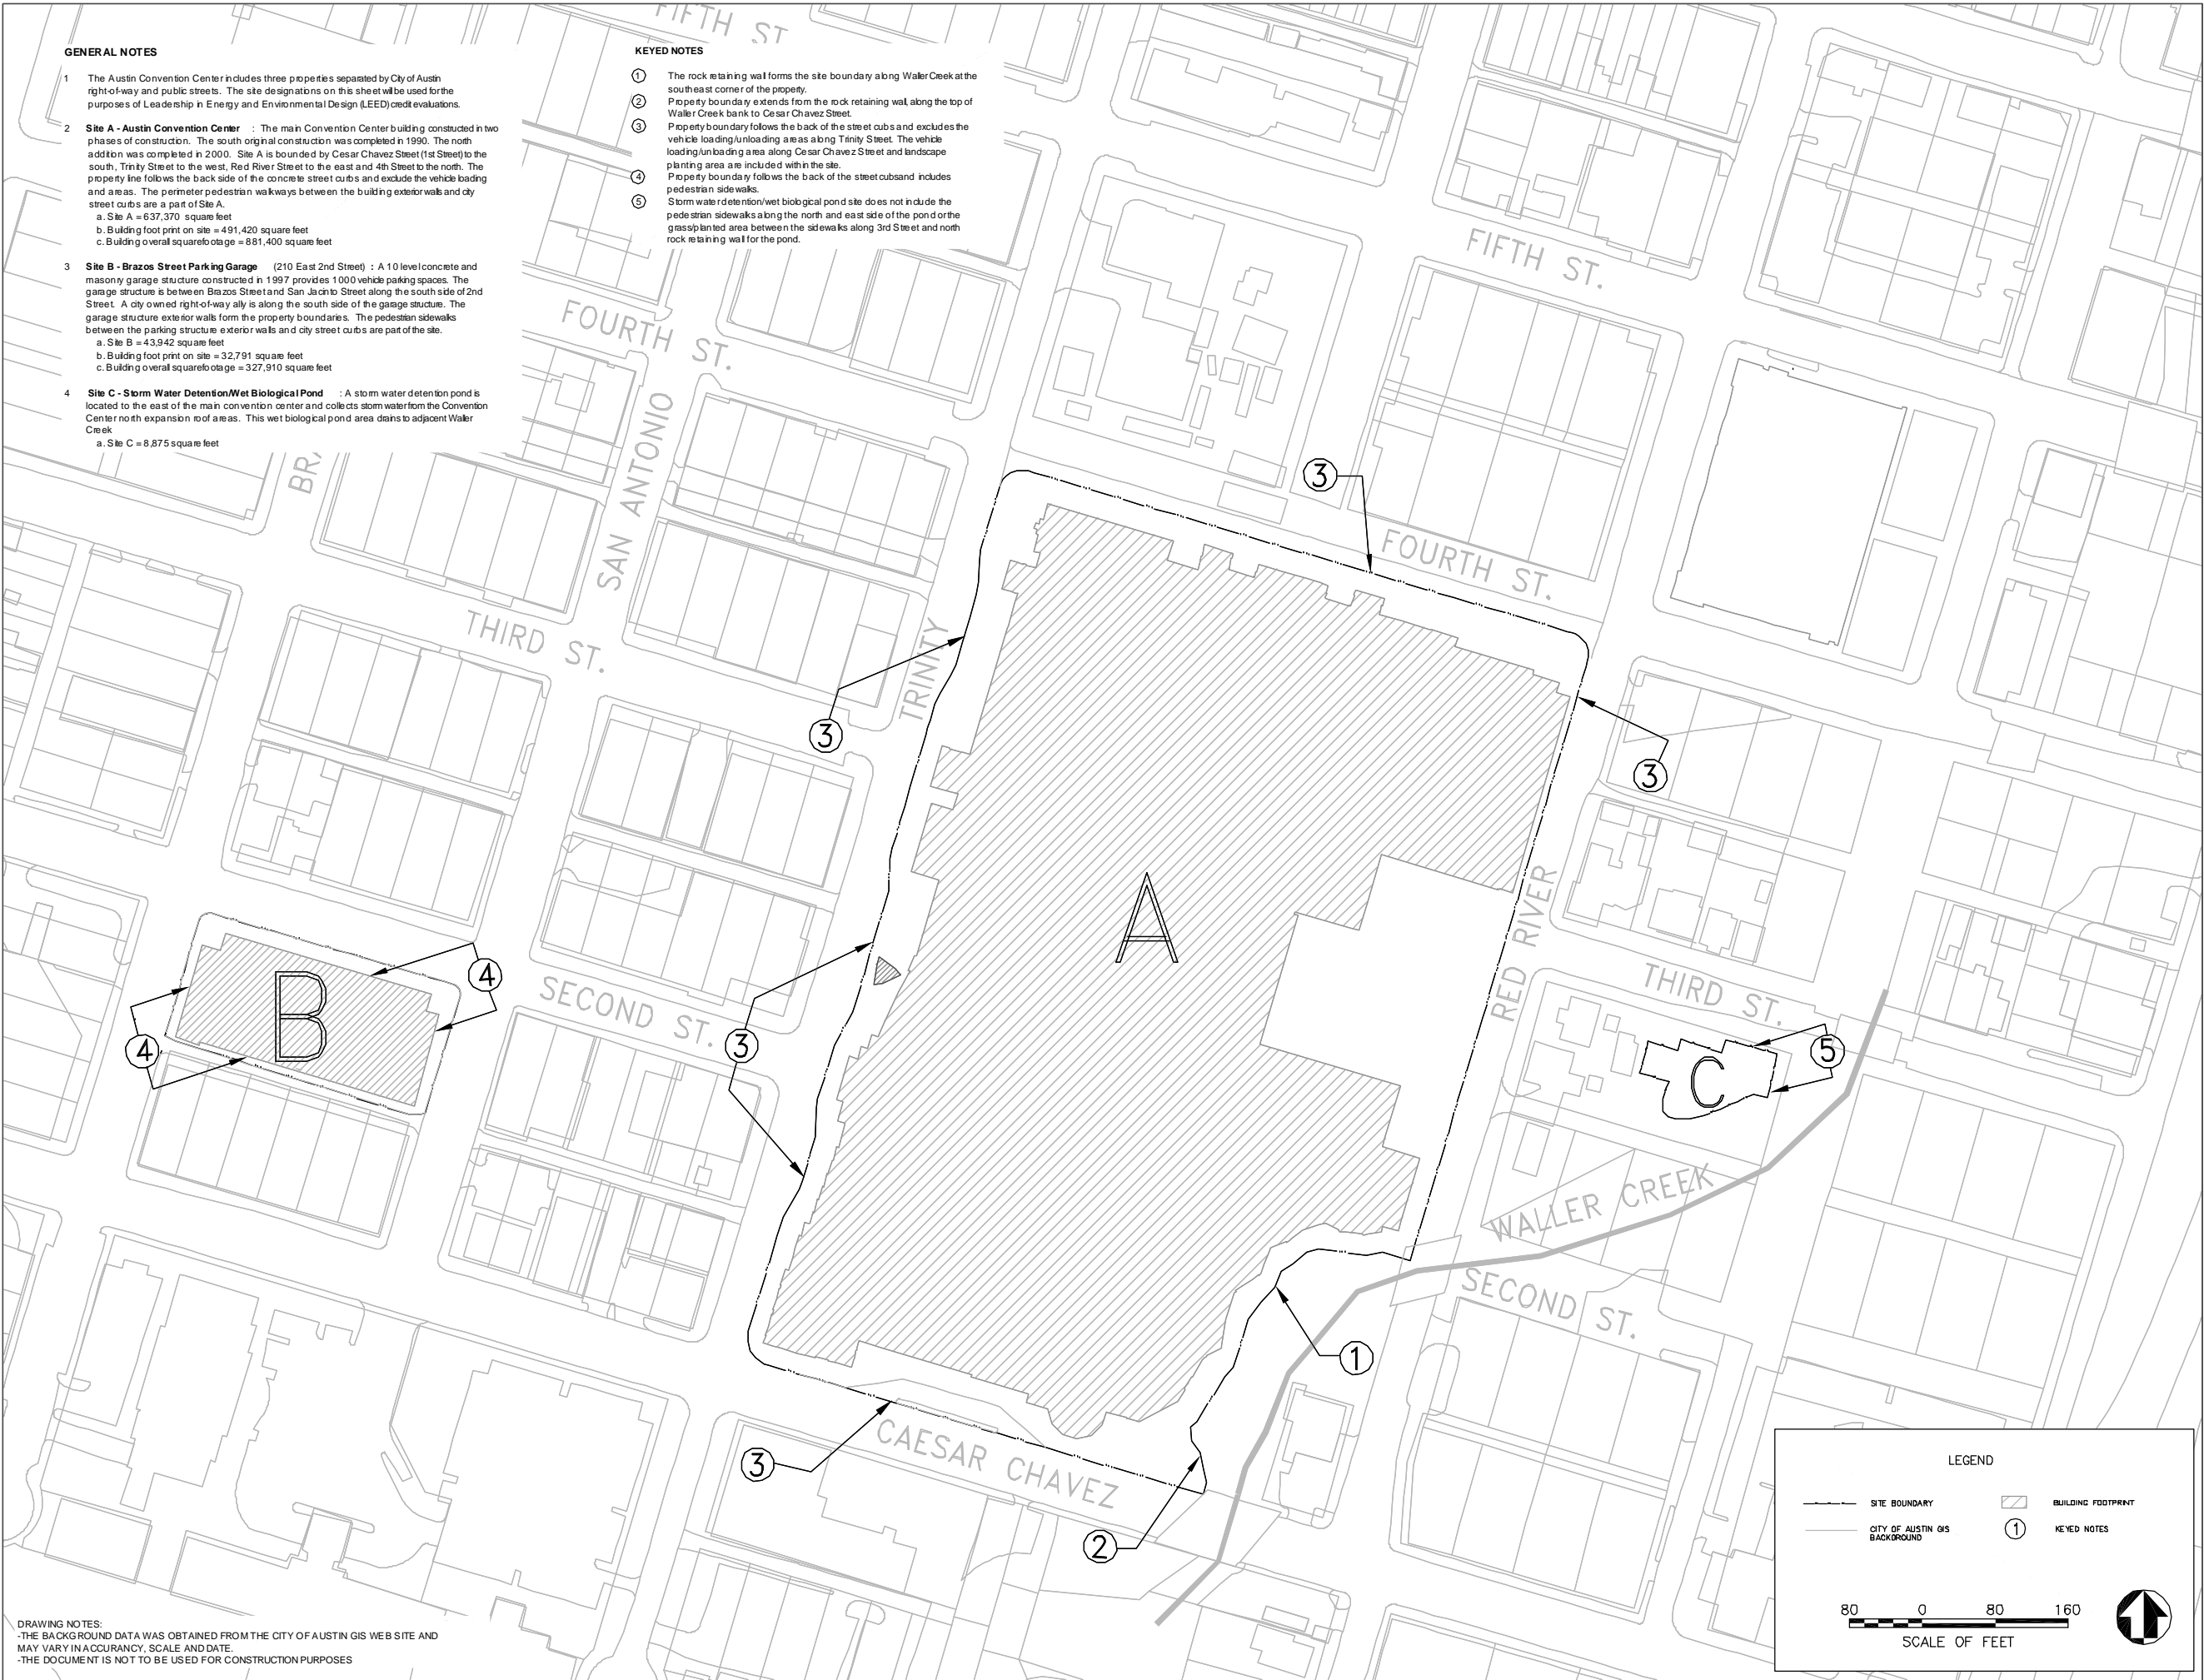 FIFTH ST
GENERAL NOTES
1 The Austin Convention Center includes three properties separated by City of Austin
right-of-way and public streets. The site designations on this sheet will be used for the
purposes of Leadership in Energy and Environmental Design (LEED) credit evaluations.
2 Site A - Austin Convention Center : The main Convention Center building constructed in two
phases of construction. The south original construction was completed in 1990. The north
addition was completed in 2000. Site A is bounded by Cesar Chavez Street (1st Street) to the
south, Trinity Street to the west, Red River Street to the east and 4th Street to the north. The
property line follows the back side of the concrete street curbs and exclude the vehicle loading
and areas. The perimeter pedestrian walkways between the building exterior walls and city
street curbs are a part of Site A.
a. Site A = 637,370 square feet
b. Building foot print on site = 491,420 square feet
c. Building overall square footage = 881,400 square feet
3 Site B - Brazos Street Parking Garage (210 East 2nd Street) : A 10 level concrete and
masonry garage structure constructed in 1997 provides 1000 vehicle parking spaces. The
garage structure is between Brazos Street and San Jacinto Street along the south side of 2nd
Street. A city owned right-of-way ally is along the south side of the garage structure. The
garage structure exterior walls form the property boundaries. The pedestrian sidewalks
between the parking structure exterior walls and city street curbs are part of the site.
a. Site B = 43,942 square feet
b. Building foot print on site = 32,791 square feet
c. Building overall square footage = 327,910 square feet
4 Site C - Storm Water Detention/Wet Biological Pond : A storm water detention pond is
located to the east of the main convention center and collects storm water from the Convention
Center north expansion roof areas. This wet biological pond area drains to adjacent Waller
Creek
a. Site C = 8,875 square feet
KEYED NOTES
1 The rock retaining wall forms the site boundary along Waller Creek at the
southeast corner of the property.
2 Property boundary extends from the rock retaining wall, along the top of
Waller Creek bank to Cesar Chavez Street.
3 Property boundary follows the back of the street cubs and excludes the
vehicle loading/unloading areas along Trinity Street. The vehicle
loading/unloading area along Cesar Chavez Street and landscape
planting area are included within the site.
4 Property boundary follows the back of the street cubs and includes
pedestrian sidewalks.
5 Storm water detention/wet biological pond site does not include the
pedestrian sidewalks along the north and east side of the pond or the
grass/planted area between the sidewalks along 3rd Street and north
rock retaining wall for the pond.
FIFTH ST.
FOURTH ST.
BRA
SAN ANTONIO
3
FOURTH ST.
THIRD ST.
TRINITY
3
3
A
RED RIVER
B
4
4
SECOND ST.
3
THIRD ST.
C
5
WALLER CREEK
SECOND ST.
1
CAESAR CHAVEZ
3
2
LEGEND
SITE BOUNDARY
BUILDING FOOTPRINT
CITY OF AUSTIN GIS
BACKGROUND
1 KEYED NOTES
80 0 80 160
SCALE OF FEET
DRAWING NOTES:
-THE BACKGROUND DATA WAS OBTAINED FROM THE CITY OF AUSTIN GIS WEB SITE AND
MAY VARY IN ACCURANCY, SCALE AND DATE.
-THE DOCUMENT IS NOT TO BE USED FOR CONSTRUCTION PURPOSES